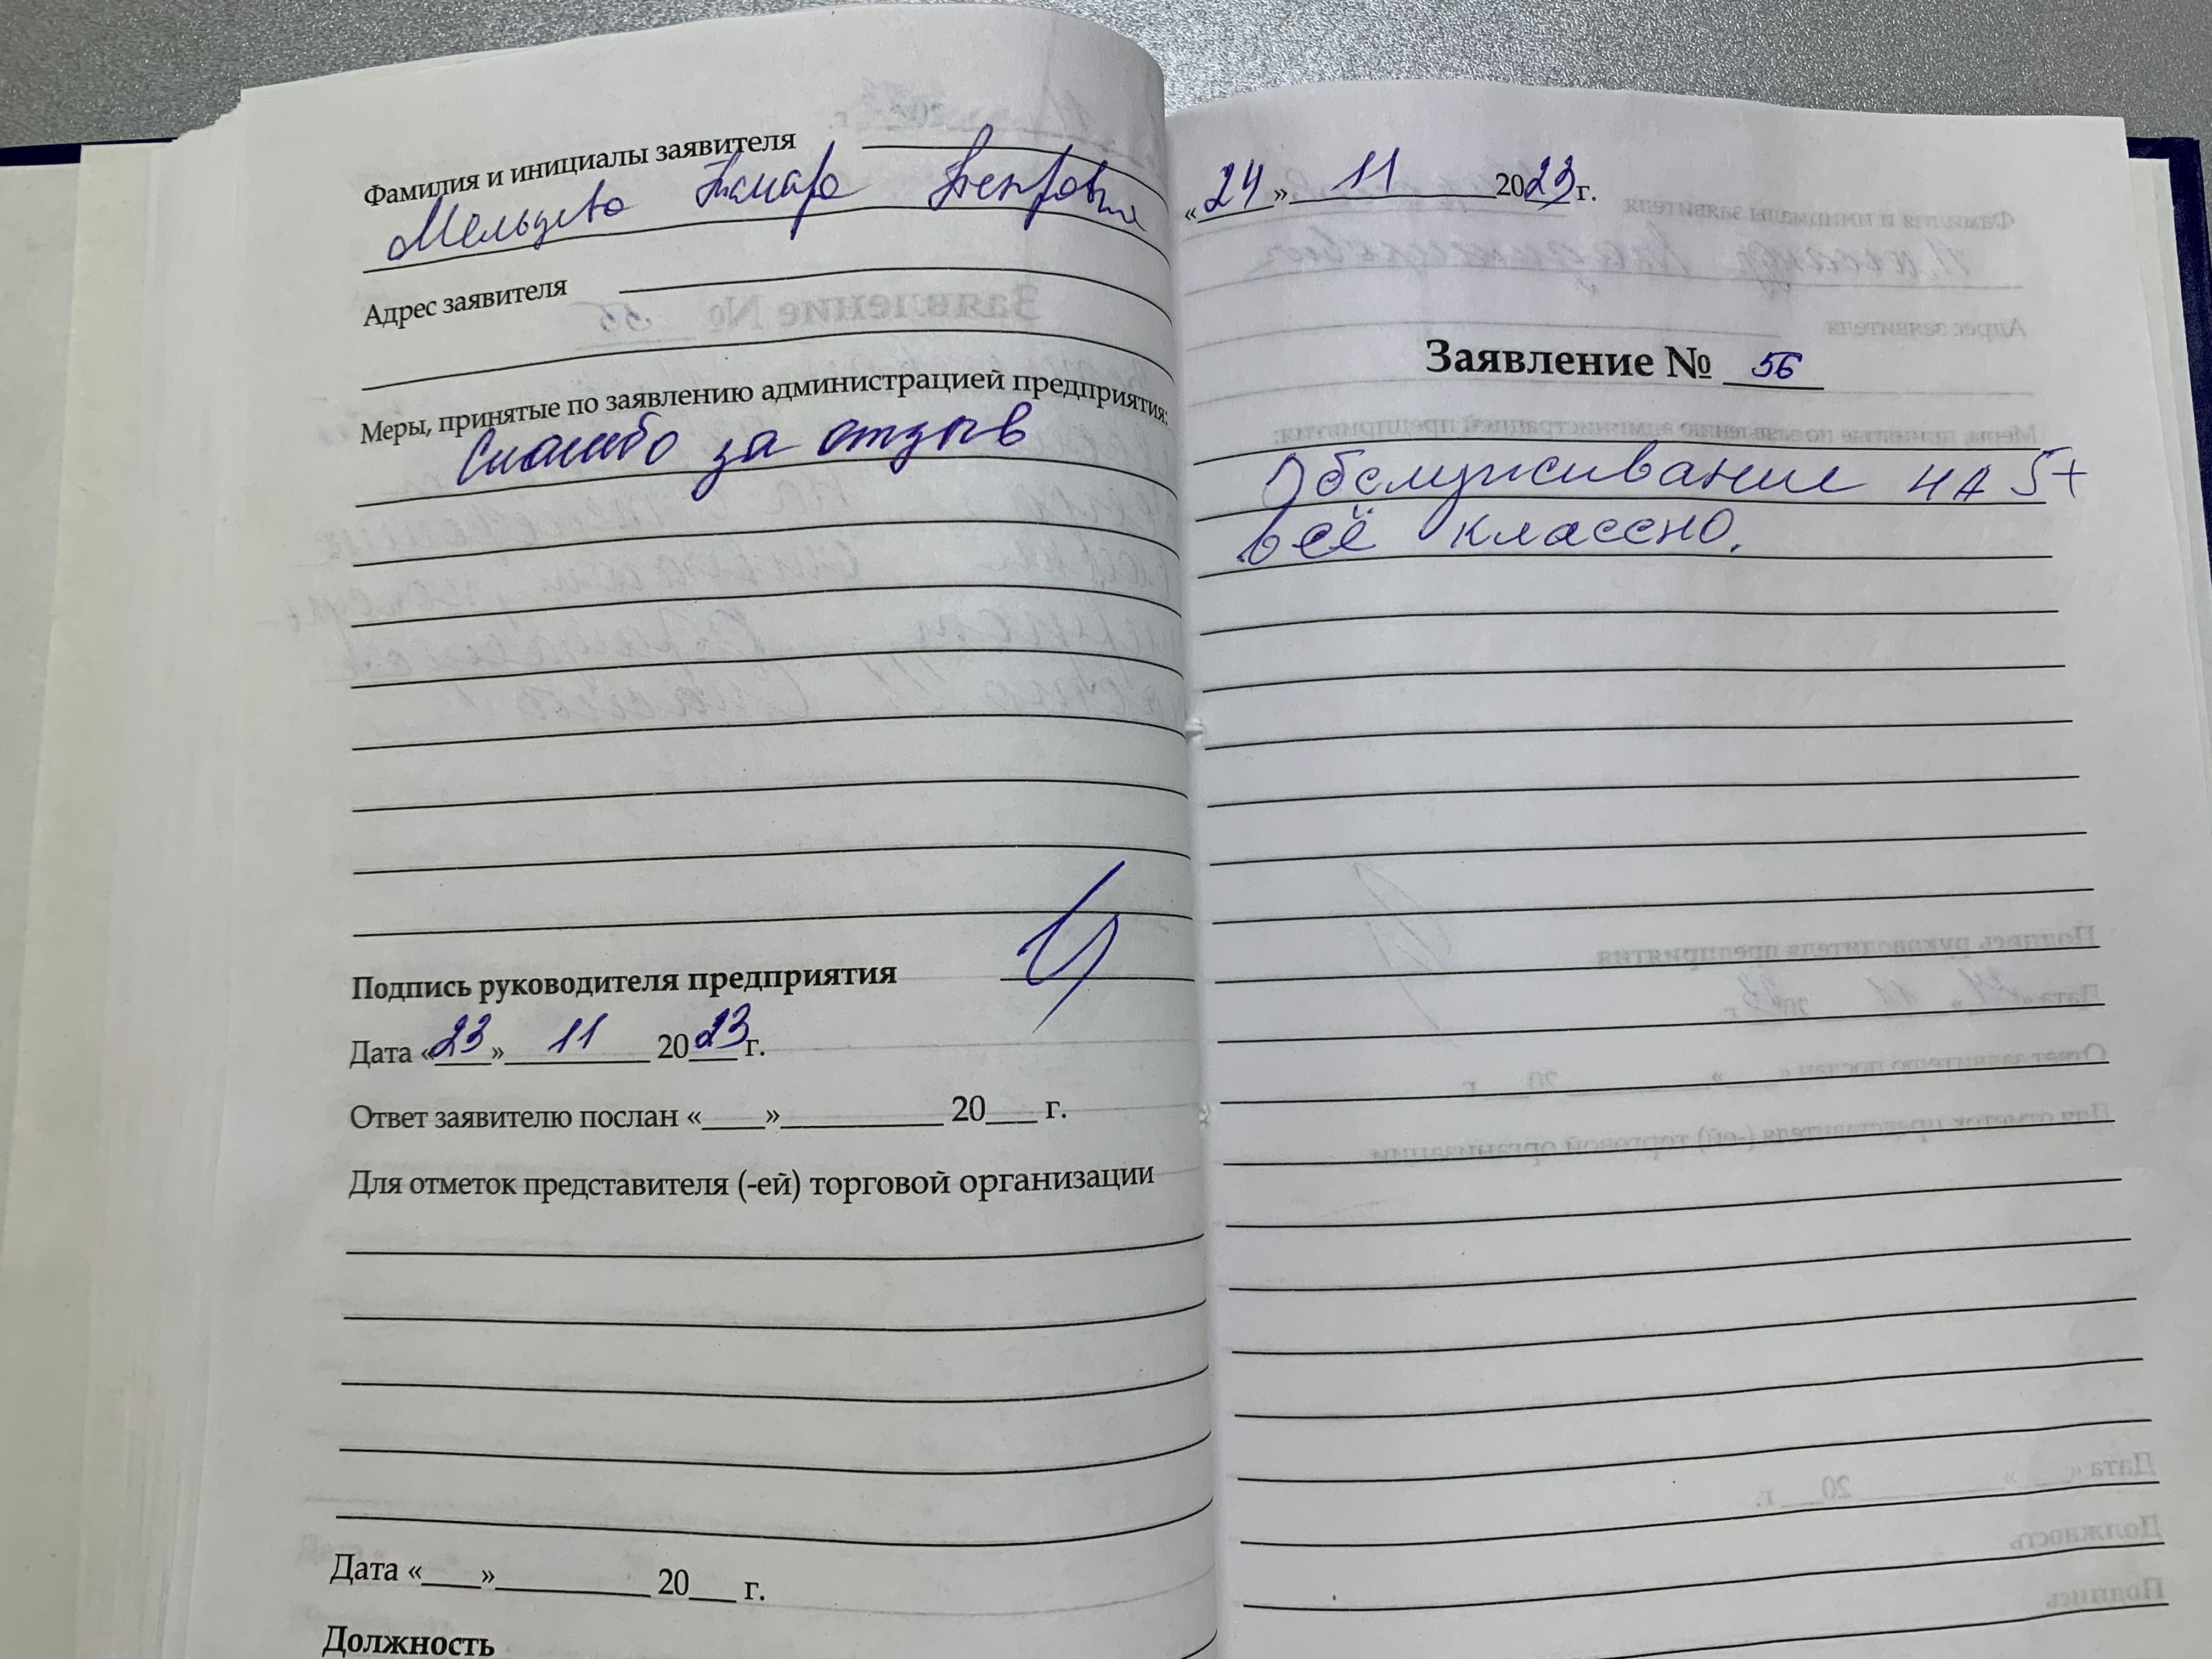 Фамилия и инициалы заявителя
Мельцева Тамара Петровна
Адрес заявителя
Меры, принятые по заявлению администрацией предприятия:
Спасибо за отзыв
Подпись руководителя предприятия
Дата «23» 11 2023 г.
Ответ заявителю послан «___» ___ 20___ г.
Для отметок представителя (-ей) торговой организации
Дата «___» ___ 20___ г.
Должность
«24» 11 2023 г.
Заявление № 56
Обслуживание на 5+
всё классно.